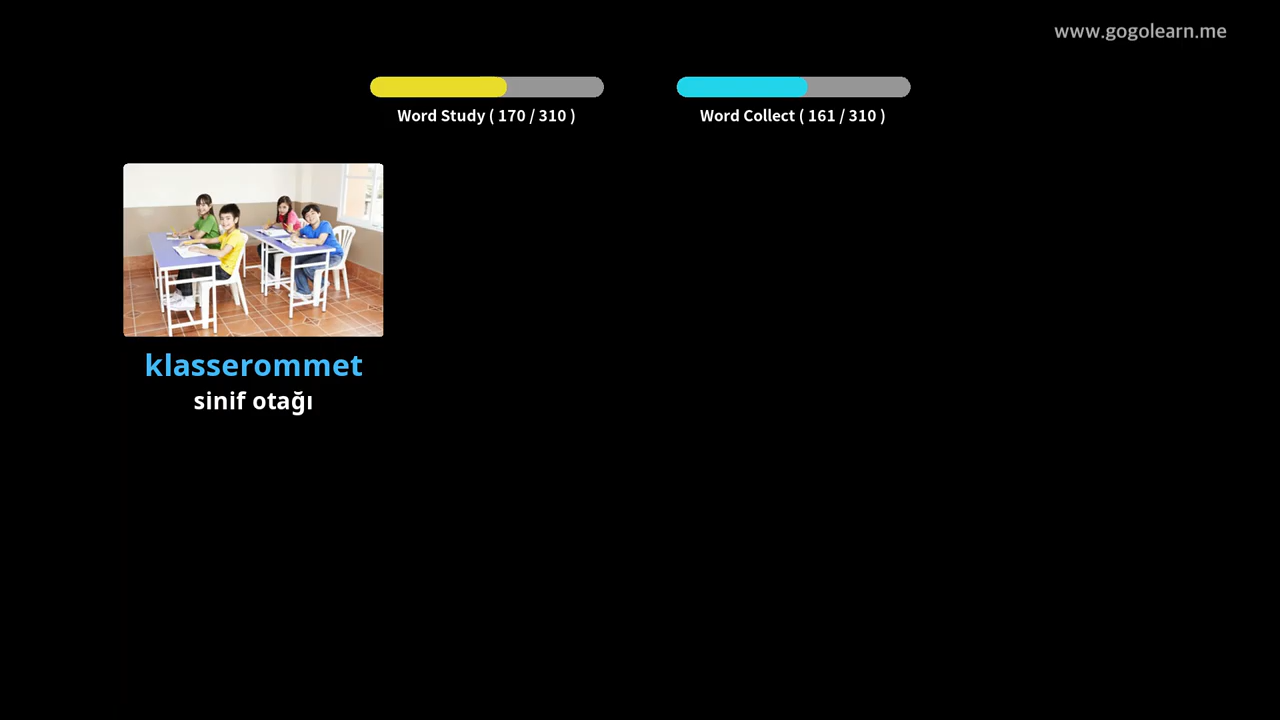 www.gogolearn.me
Word Study ( 170 / 310 )
Word Collect ( 161 / 310 )
klasserommet
sinif otağı